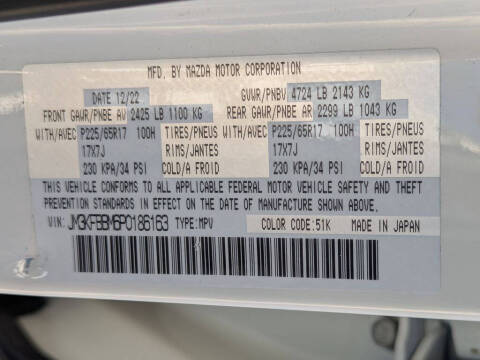 MFD. BY MAZDA MOTOR CORPORATION
DATE 12/22 GVWR/PNBV 4724 LB 2143 KG
FRONT GAWR/PNBE AV 2425 LB 1100 KG REAR GAWR/PNBE AR 2299 LB 1043 KG
WITH/AVEC P225/65R17 100H TIRES/PNEUS WITH/AVEC P225/65R17 100H TIRES/PNEUS
17X7J RIMS/JANTES 17X7J RIMS/JANTES
230 KPA/34 PSI COLD/A FROID 230 KPA/34 PSI COLD/A FROID
THIS VEHICLE CONFORMS TO ALL APPLICABLE FEDERAL MOTOR VEHICLE SAFETY AND THEFT
PREVENTION STANDARDS IN EFFECT ON THE DATE OF MANUFACTURE SHOWN ABOVE.
VIN: JM3KFBBM6P0186163 TYPE:MPV COLOR CODE:51K MADE IN JAPAN